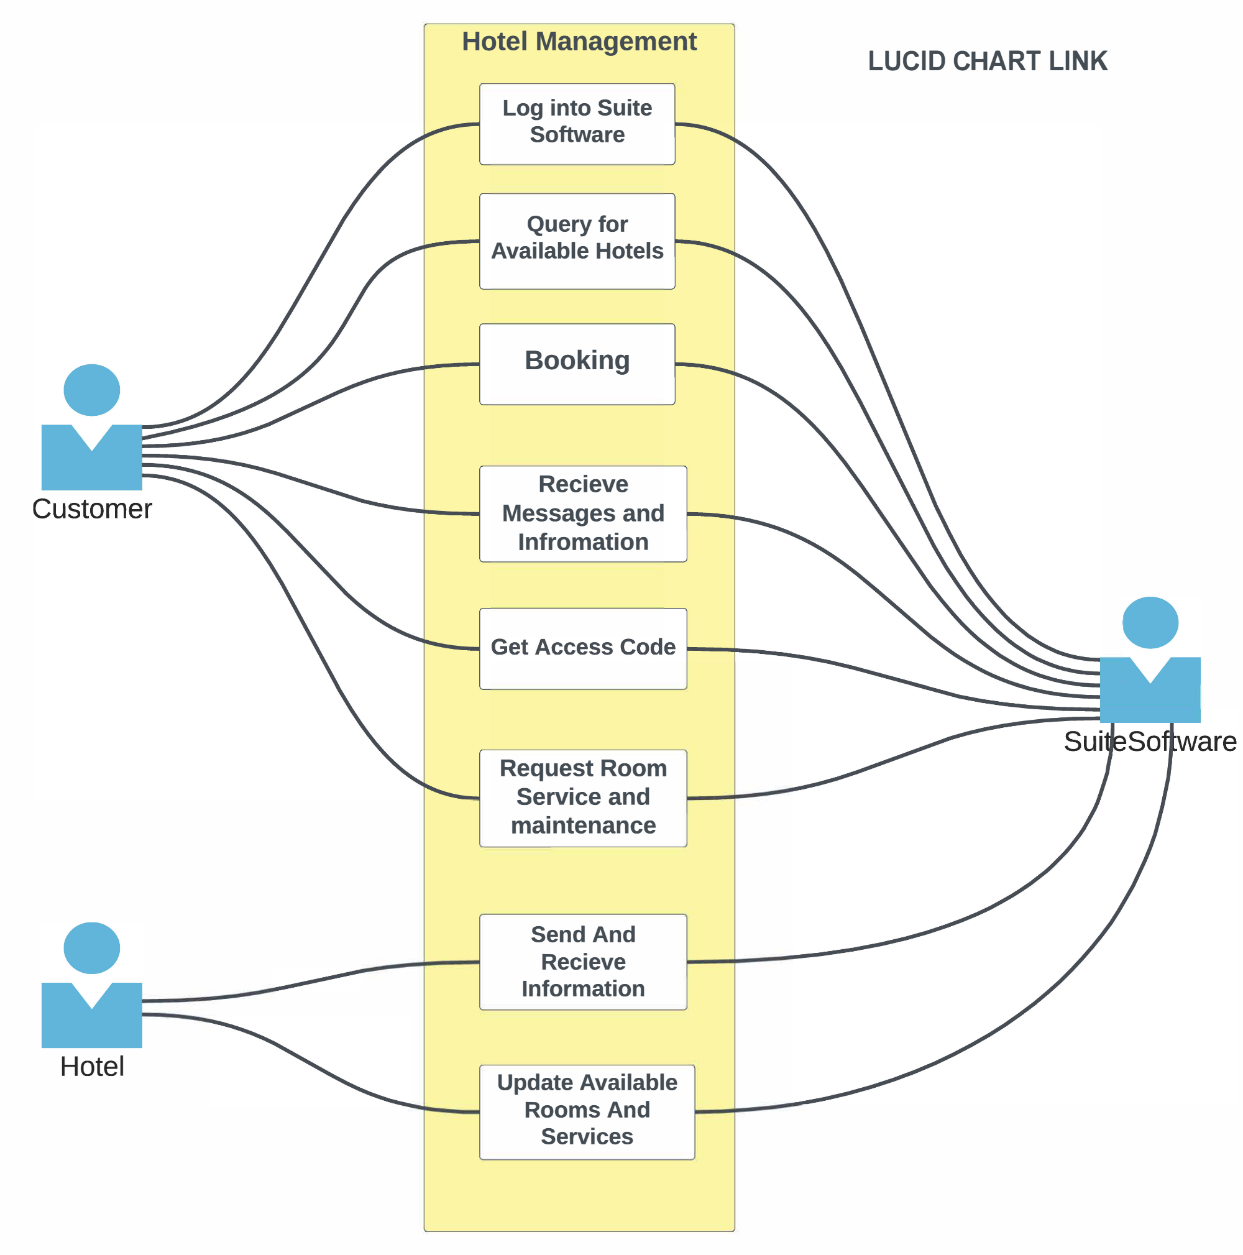 Hotel Management
LUCID CHART LINK
Log into Suite
Software
Query for
Available Hotels
Booking
Recieve
Messages and
Infromation
Customer
Get Access Code
SuiteSoftware
Request Room
Service and
maintenance
Send And
Recieve
Information
Hotel
Update Available
Rooms And
Services